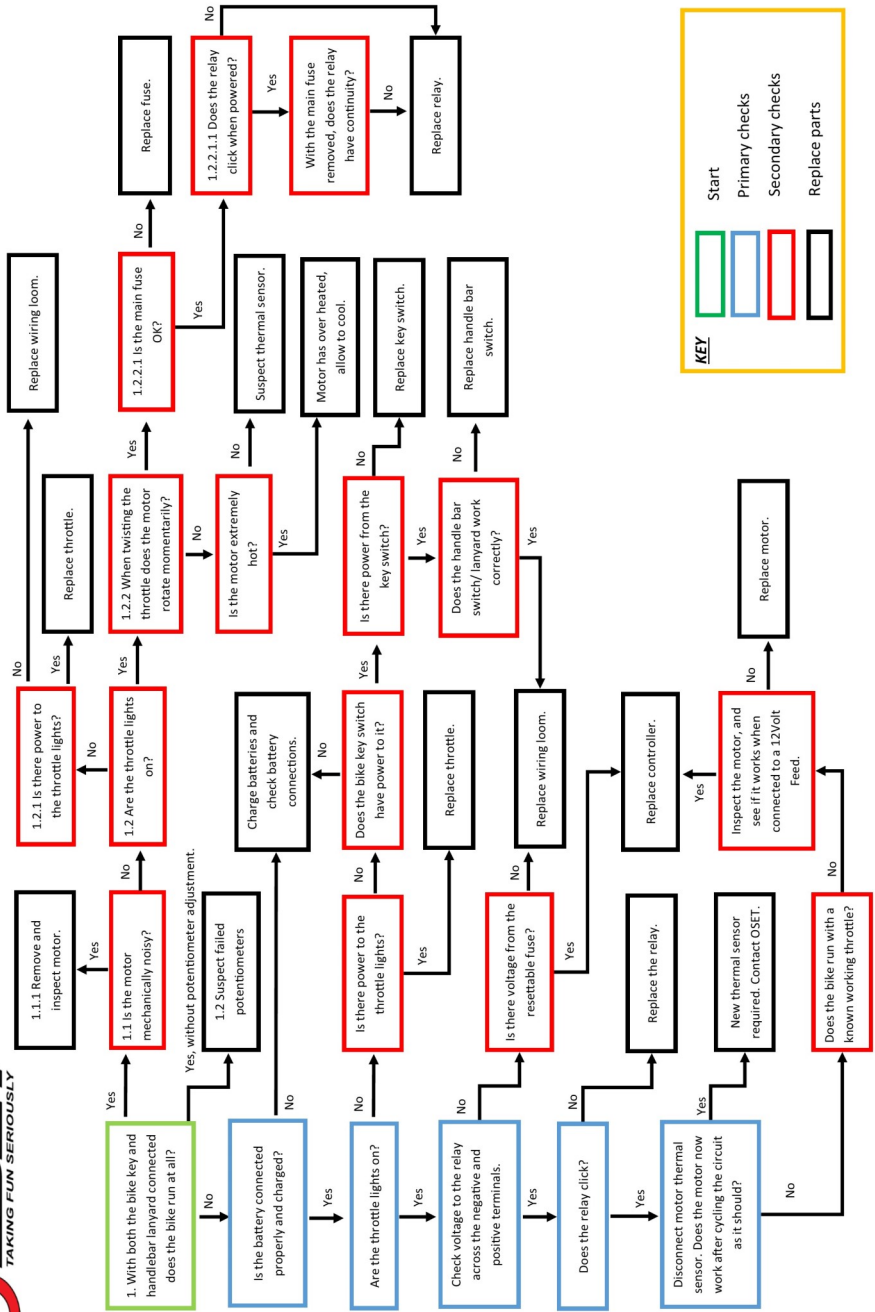 TAKING FUN SERIOUSLY
1. With both the bike key and
handlebar lanyard connected
does the bike run at all?
Yes
1.1 Is the motor
mechanically noisy?
Yes
1.1.1 Remove and
inspect motor.
No
1.2 Are the throttle lights
on?
No
1.2.1 Is there power to
the throttle lights?
No
Replace wiring loom.
Yes
Replace throttle.
Yes
1.2.2 When twisting the
throttle does the motor
rotate momentarily?
Yes
1.2.2.1 Is the main fuse
OK?
No
Replace fuse.
Yes
1.2.2.1.1 Does the relay
click when powered?
No
Yes
With the main fuse
removed, does the relay
have continuity?
No
Replace relay.
No
Is the motor extremely
hot?
No
Suspect thermal sensor.
Yes
Motor has over heated,
allow to cool.
Yes, without potentiometer adjustment.
1.2 Suspect failed
potentiometers
No
Is the battery connected
properly and charged?
No
Charge batteries and
check battery
connections.
Yes
Are the throttle lights on?
No
Is there power to the
throttle lights?
No
Does the bike key switch
have power to it?
No
Yes
Is there power from the
key switch?
No
Replace key switch.
Yes
Does the handle bar
switch/ lanyard work
correctly?
No
Replace handle bar
switch.
Yes
Yes
Replace throttle.
Yes
Check voltage to the relay
across the negative and
positive terminals.
No
Is there voltage from the
resettable fuse?
No
Replace wiring loom.
Yes
Replace controller.
Yes
Does the relay click?
No
Replace the relay.
Yes
Disconnect motor thermal
sensor. Does the motor now
work after cycling the circuit
as it should?
Yes
New thermal sensor
required. Contact OSET.
No
Does the bike run with a
known working throttle?
No
Inspect the motor, and
see if it works when
connected to a 12Volt
Feed.
Yes
No
Replace motor.
KEY
Start
Primary checks
Secondary checks
Replace parts